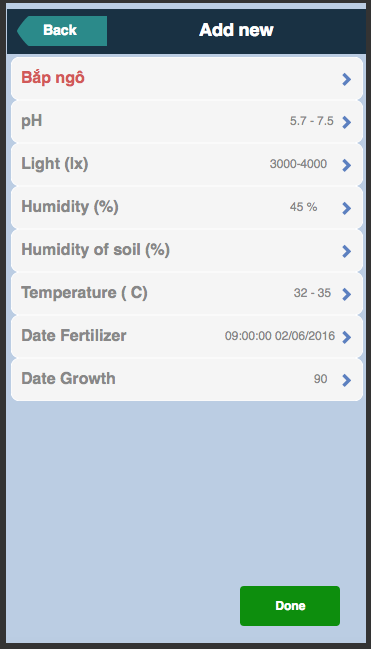 Back
Add new
Bắp ngô
pH 5.7 - 7.5
Light (lx) 3000-4000
Humidity (%) 45 %
Humidity of soil (%)
Temperature ( C) 32 - 35
Date Fertilizer 09:00:00 02/06/2016
Date Growth 90
Done